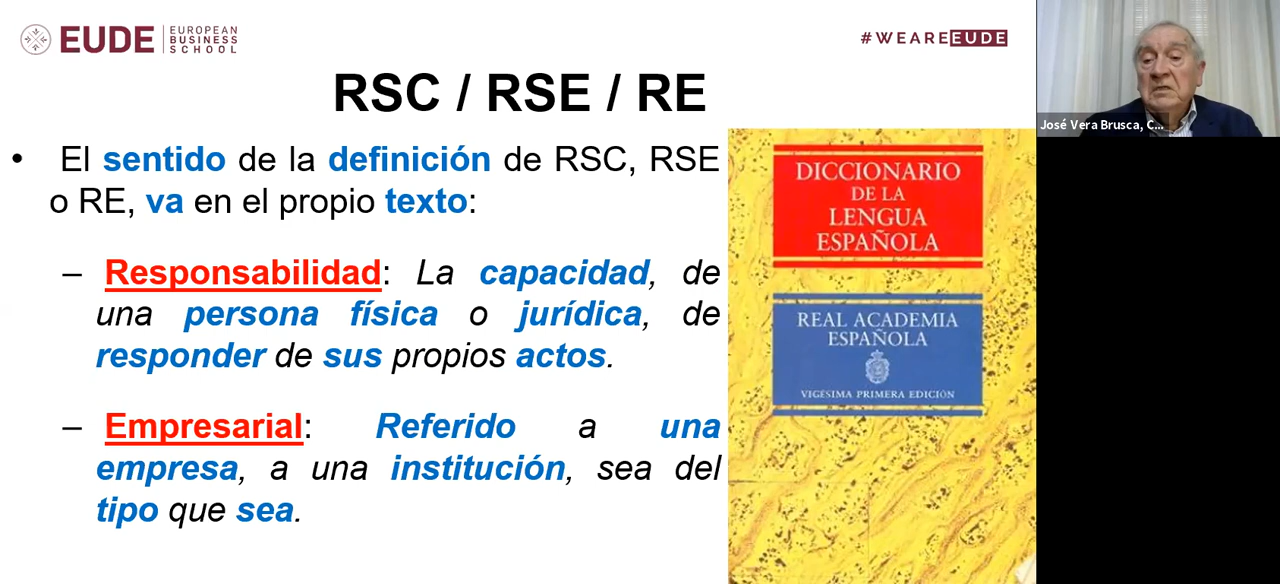 EUDE
EUROPEAN
BUSINESS
SCHOOL
#WEAREEUDE
RSC / RSE / RE
• El sentido de la definición de RSC, RSE
o RE, va en el propio texto:
– Responsabilidad: La capacidad, de
una persona física o jurídica, de
responder de sus propios actos.
– Empresarial: Referido a una
empresa, a una institución, sea del
tipo que sea.
DICCIONARIO
DE LA
LENGUA
ESPAÑOLA
REAL ACADEMIA
ESPAÑOLA
VIGÉSIMA PRIMERA EDICIÓN
José Vera Brusca, C...